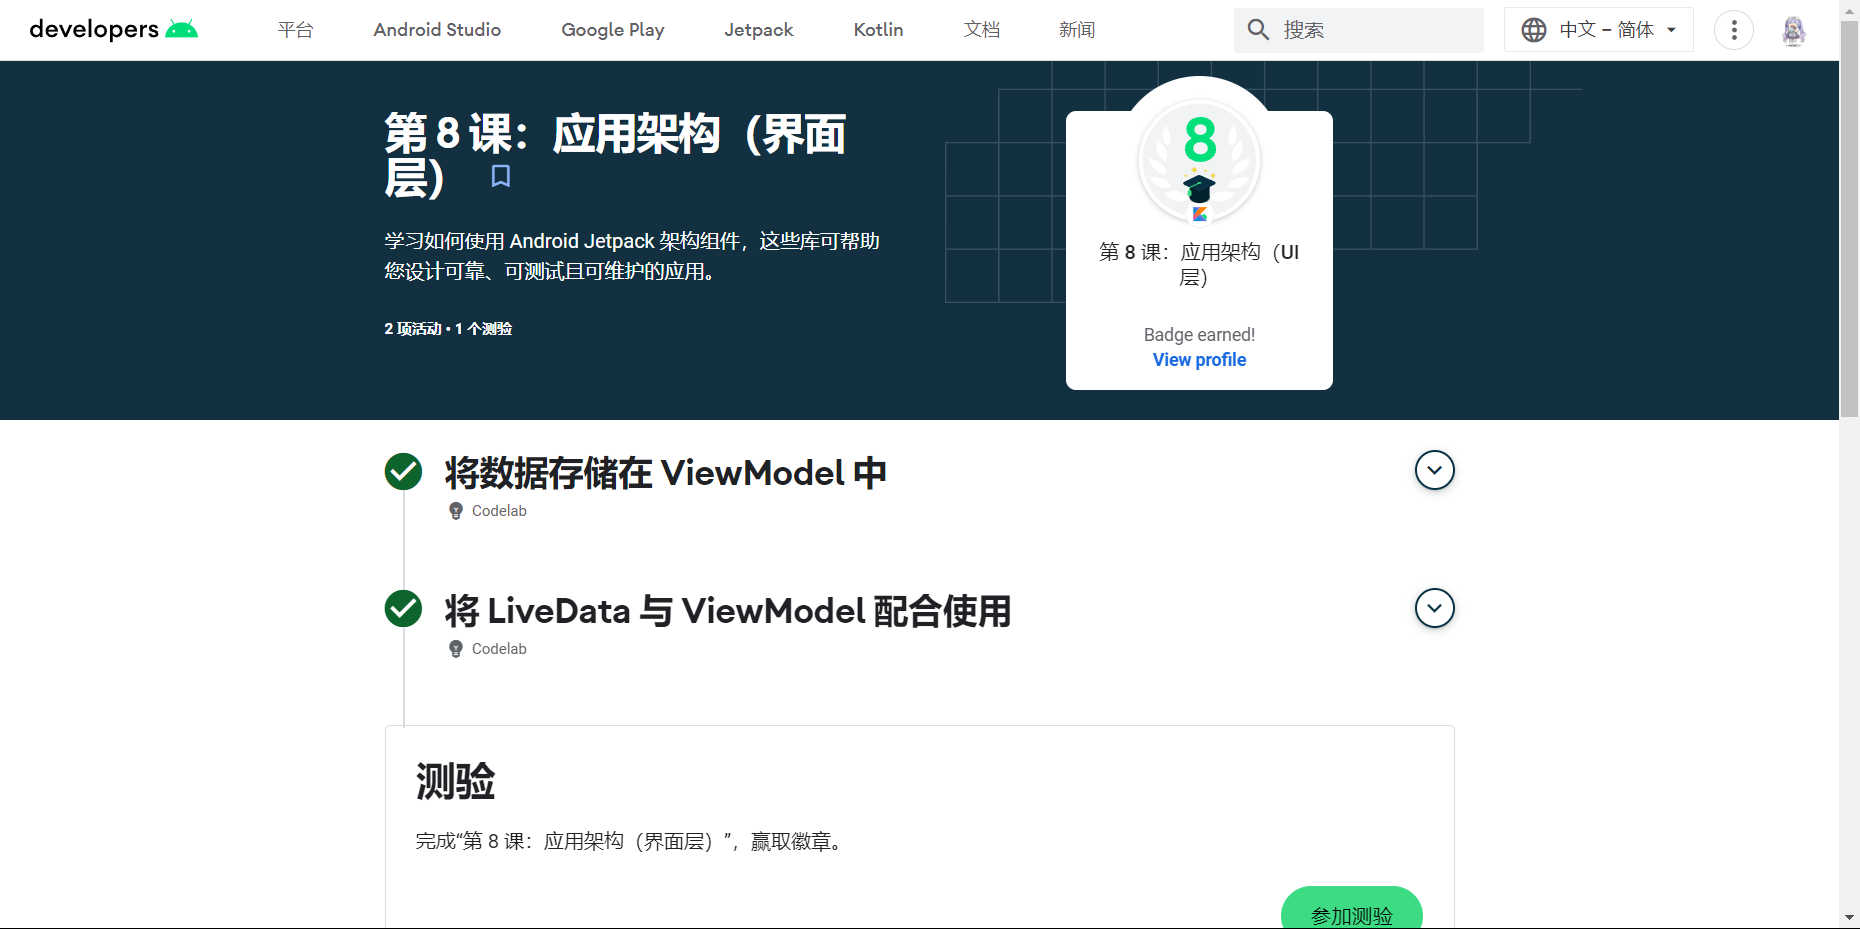 developers
平台
Android Studio
Google Play
Jetpack
Kotlin
文档
新闻
搜索
中文 – 简体
第 8 课：应用架构（界面
层）
学习如何使用 Android Jetpack 架构组件，这些库可帮助
您设计可靠、可测试且可维护的应用。
2 项活动 • 1 个测验
8
第 8 课：应用架构（UI
层）
Badge earned!
View profile
将数据存储在 ViewModel 中
Codelab
将 LiveData 与 ViewModel 配合使用
Codelab
测验
完成“第 8 课：应用架构（界面层）”，赢取徽章。
参加测验